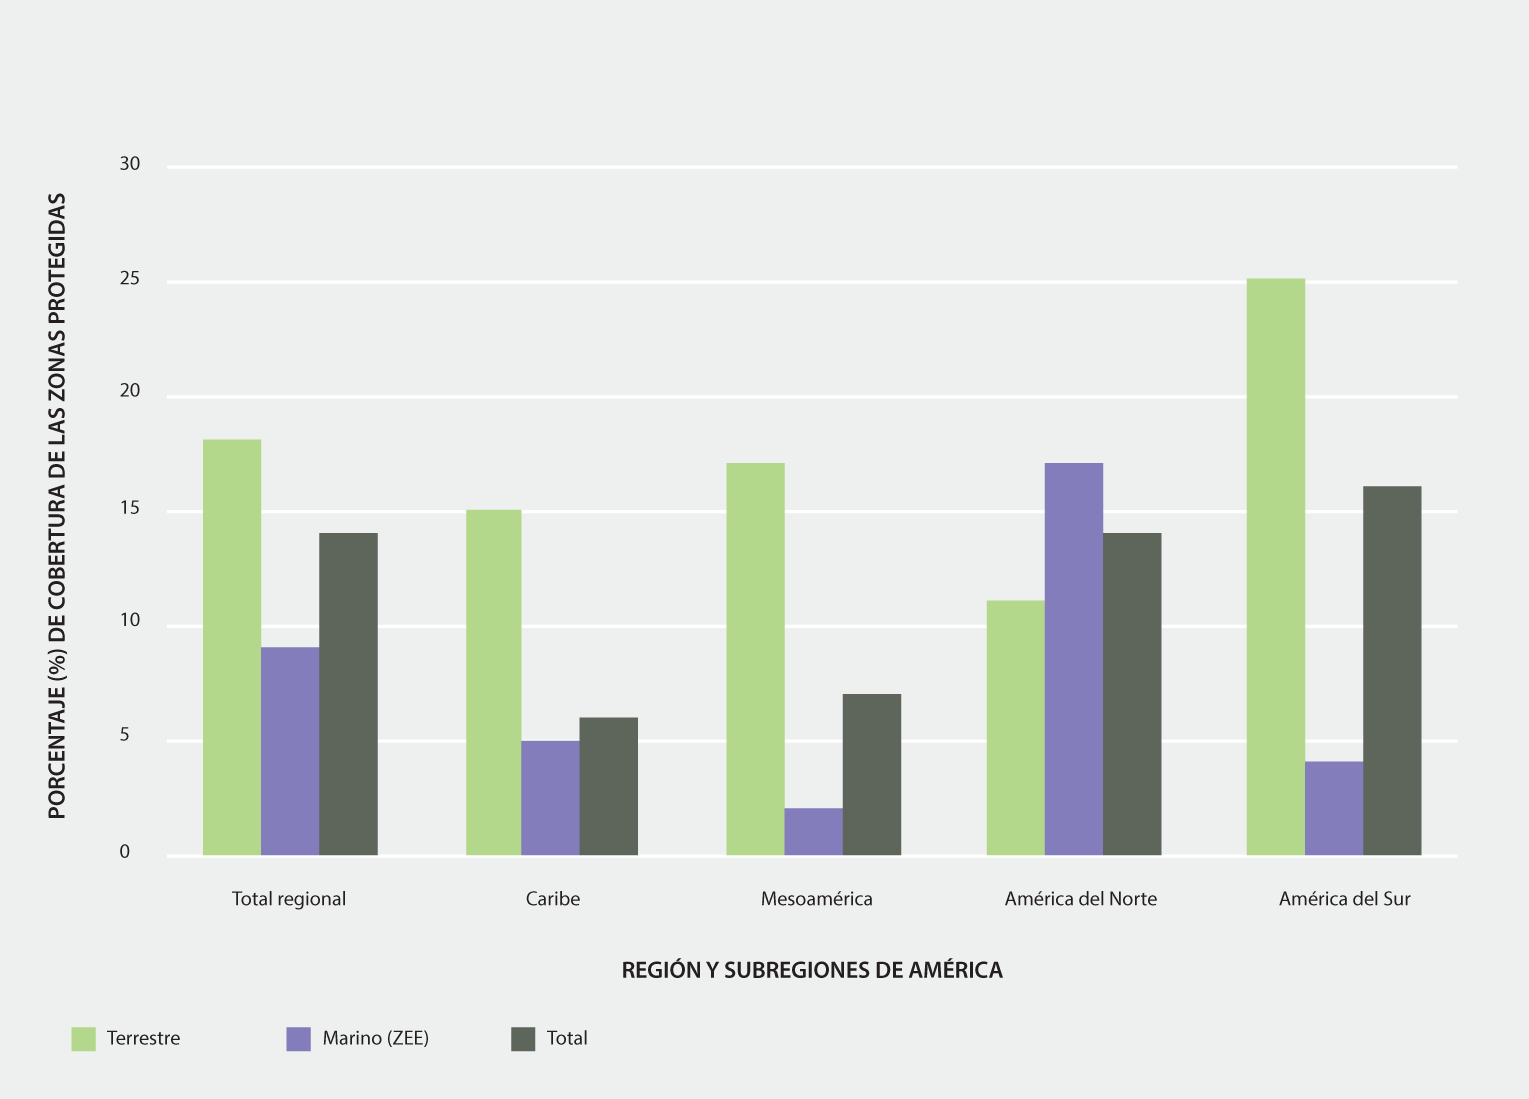 PORCENTAJE (%) DE COBERTURA DE LAS ZONAS PROTEGIDAS
30
25
20
15
10
5
0
Total regional
Caribe
Mesoamérica
América del Norte
América del Sur
REGIÓN Y SUBREGIONES DE AMÉRICA
Terrestre
Marino (ZEE)
Total